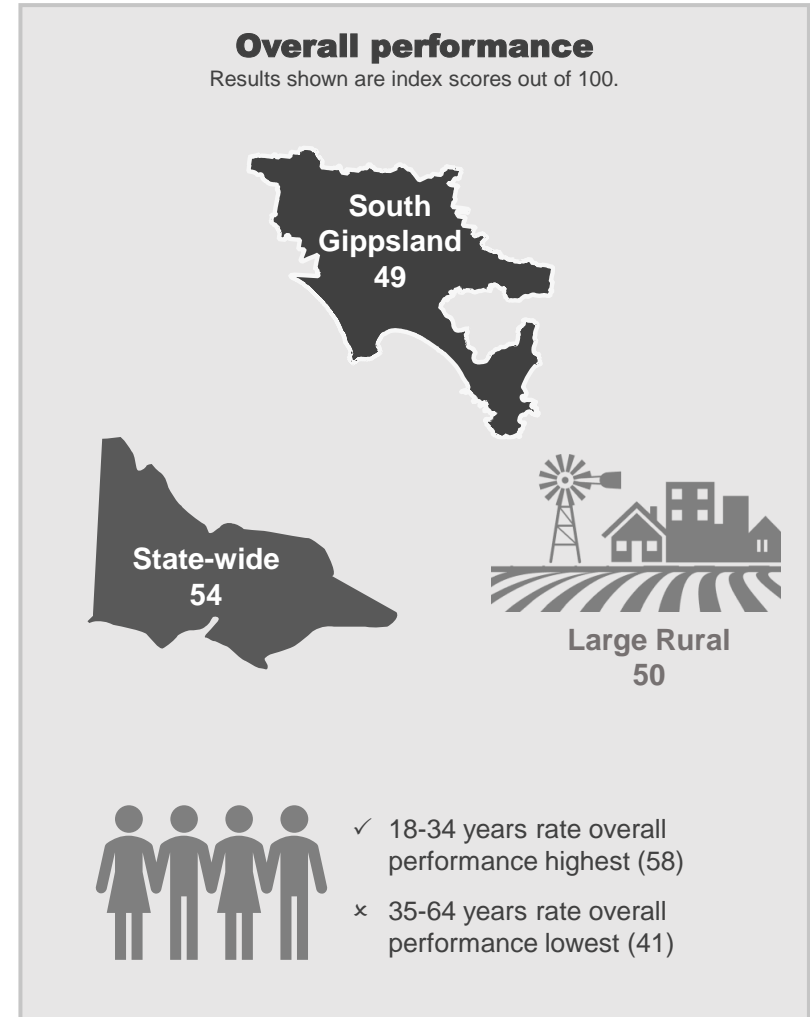 Overall performance
Results shown are index scores out of 100.
South
Gippsland
49
State-wide
54
Large Rural
50
✓ 18-34 years rate overall
performance highest (58)
× 35-64 years rate overall
performance lowest (41)